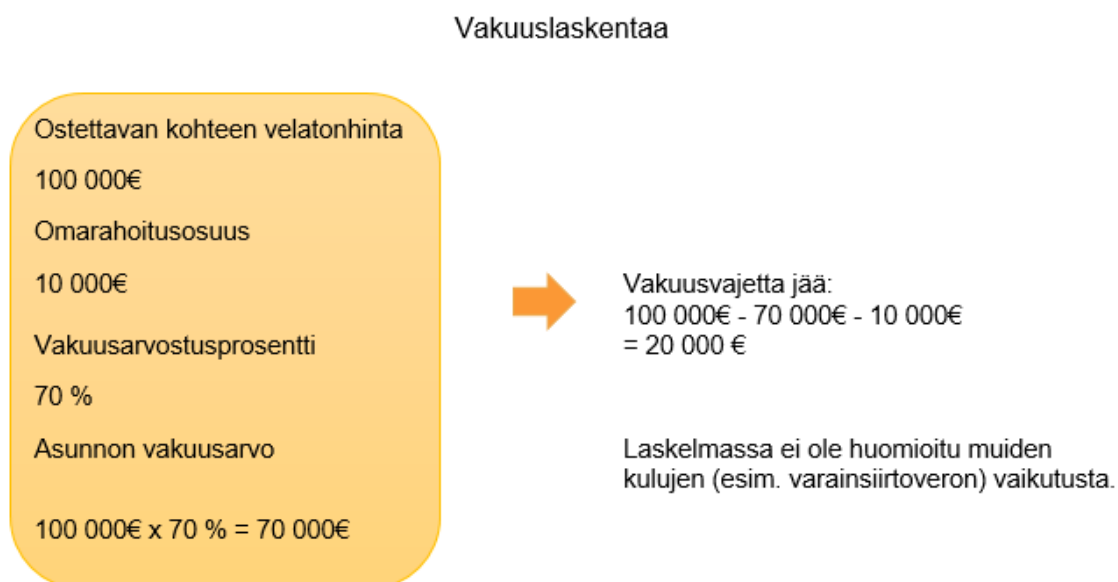 Vakuuslaskentaa
Ostettavan kohteen velatonhinta
100 000€
Omarahoitusosuus
10 000€
Vakuusarvostusprosentti
70 %
Asunnon vakuusarvo
100 000€ x 70 % = 70 000€
Vakuusvajetta jää:
100 000€ - 70 000€ - 10 000€
= 20 000 €
Laskelmassa ei ole huomioitu muiden
kulujen (esim. varainsiirtoveron) vaikutusta.